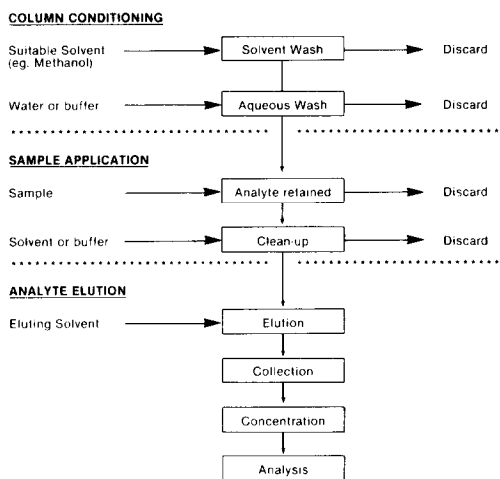 COLUMN CONDITIONING
Suitable Solvent
(eg. Methanol)
Solvent Wash
Discard
Water or buffer
Aqueous Wash
Discard
SAMPLE APPLICATION
Sample
Analyte retained
Discard
Solvent or buffer
Clean-up
Discard
ANALYTE ELUTION
Eluting Solvent
Elution
Collection
Concentration
Analysis